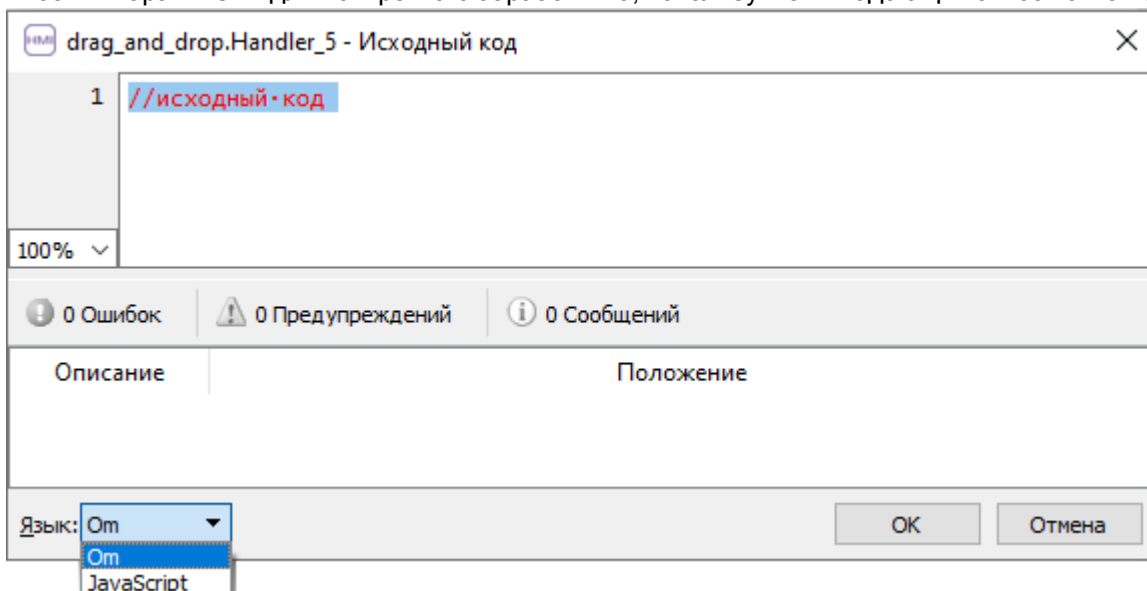 HMI drag_and_drop.Handler_5 - Исходный код
1 //исходный·код
100%
0 Ошибок 0 Предупреждений 0 Сообщений
Описание Положение
Язык: Om OK Отмена
Om
JavaScript